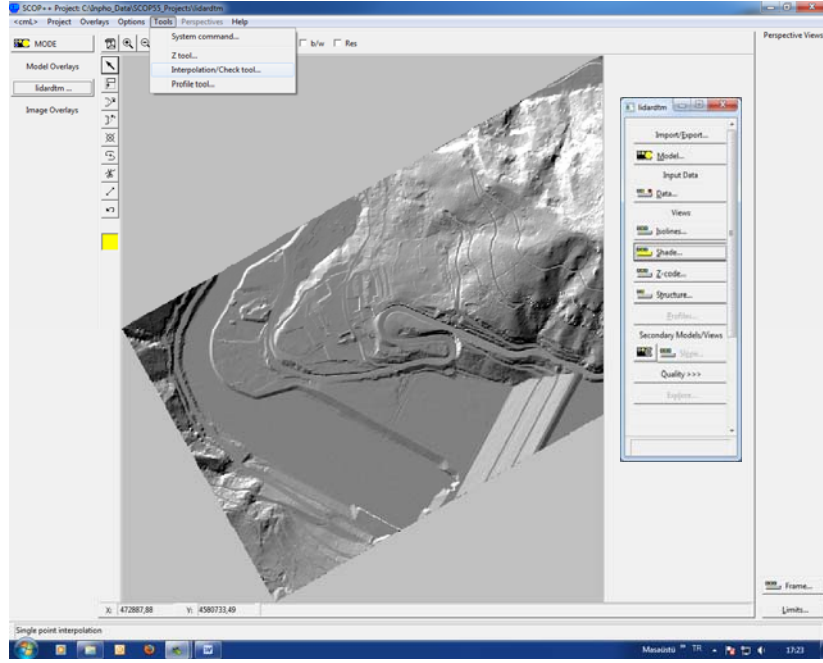 SCOP++ Project: C:\Inpho_Data\SCOP55_Projects\lidardtm
<cml> Project Overlays Options Tools Perspectives Help
System command...
Z tool...
Interpolation/Check tool...
Profile tool...
MODE
b/w
Res
Perspective Views
Model Overlays
lidardtm ...
Image Overlays
lidardtm
Import/Export...
Model...
Input Data
Data...
Views
Isolines...
Shade...
Z-code...
Structure...
Profiles...
Secondary Models/Views
View...
Quality >>>
Explore...
Frame...
Limits...
X: 472887,88 Y: 4580733,49
Single point interpolation
Masaüstü TR 17:23